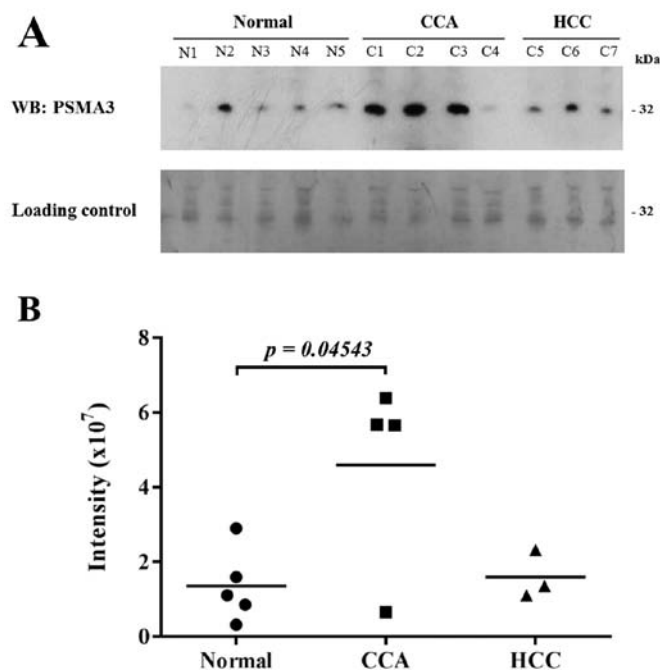 A
Normal CCA HCC
N1 N2 N3 N4 N5 C1 C2 C3 C4 C5 C6 C7 kDa
WB: PSMA3 - 32
Loading control - 32
B
8
p = 0.04543
6
4
2
0
Intensity (x10⁷)
Normal CCA HCC